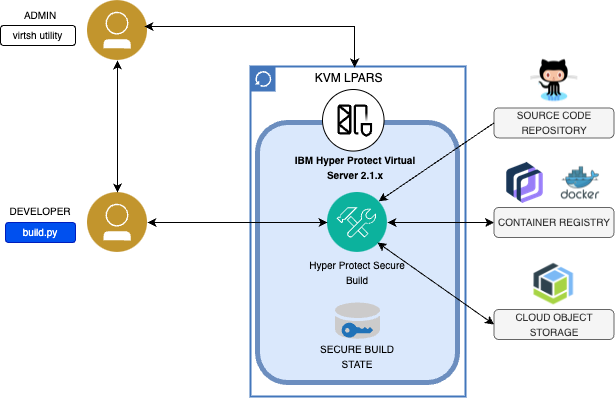 ADMIN
virtsh utility
KVM LPARS
IBM Hyper Protect Virtual
Server 2.1.x
SOURCE CODE
REPOSITORY
docker
DEVELOPER
build.py
CONTAINER REGISTRY
Hyper Protect Secure
Build
CLOUD OBJECT
STORAGE
SECURE BUILD
STATE